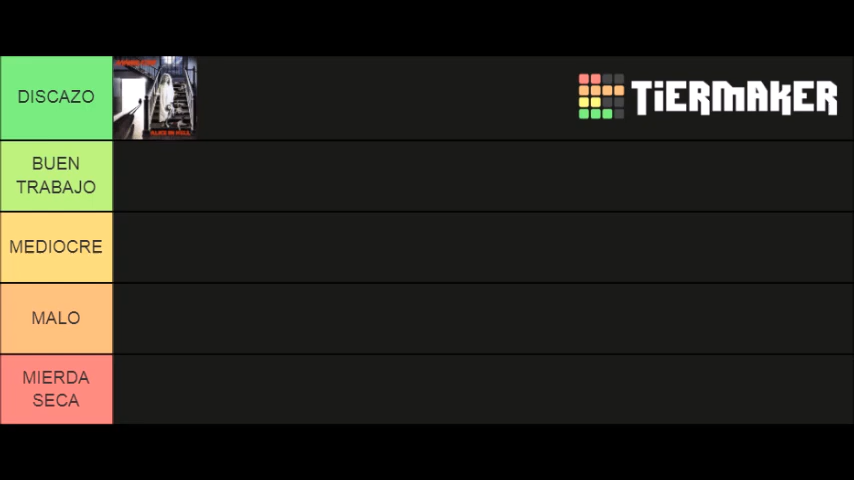 DISCAZO
TIERMAKER
BUEN
TRABAJO
MEDIOCRE
MALO
MIERDA
SECA